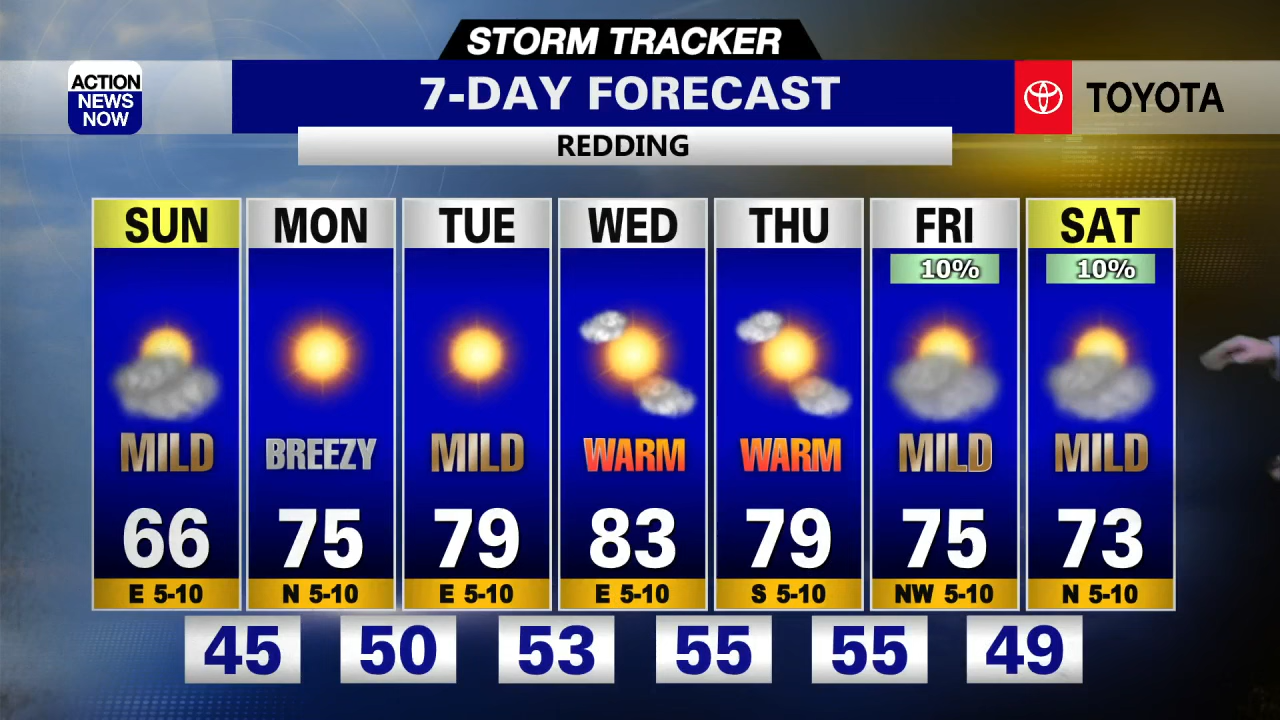 STORM TRACKER
ACTION
NEWS
NOW
7-DAY FORECAST
TOYOTA
REDDING
SUN MON TUE WED THU FRI SAT
10% 10%
MILD BREEZY MILD WARM WARM MILD MILD
66 75 79 83 79 75 73
E 5-10 N 5-10 E 5-10 E 5-10 S 5-10 NW 5-10 N 5-10
45 50 53 55 55 49